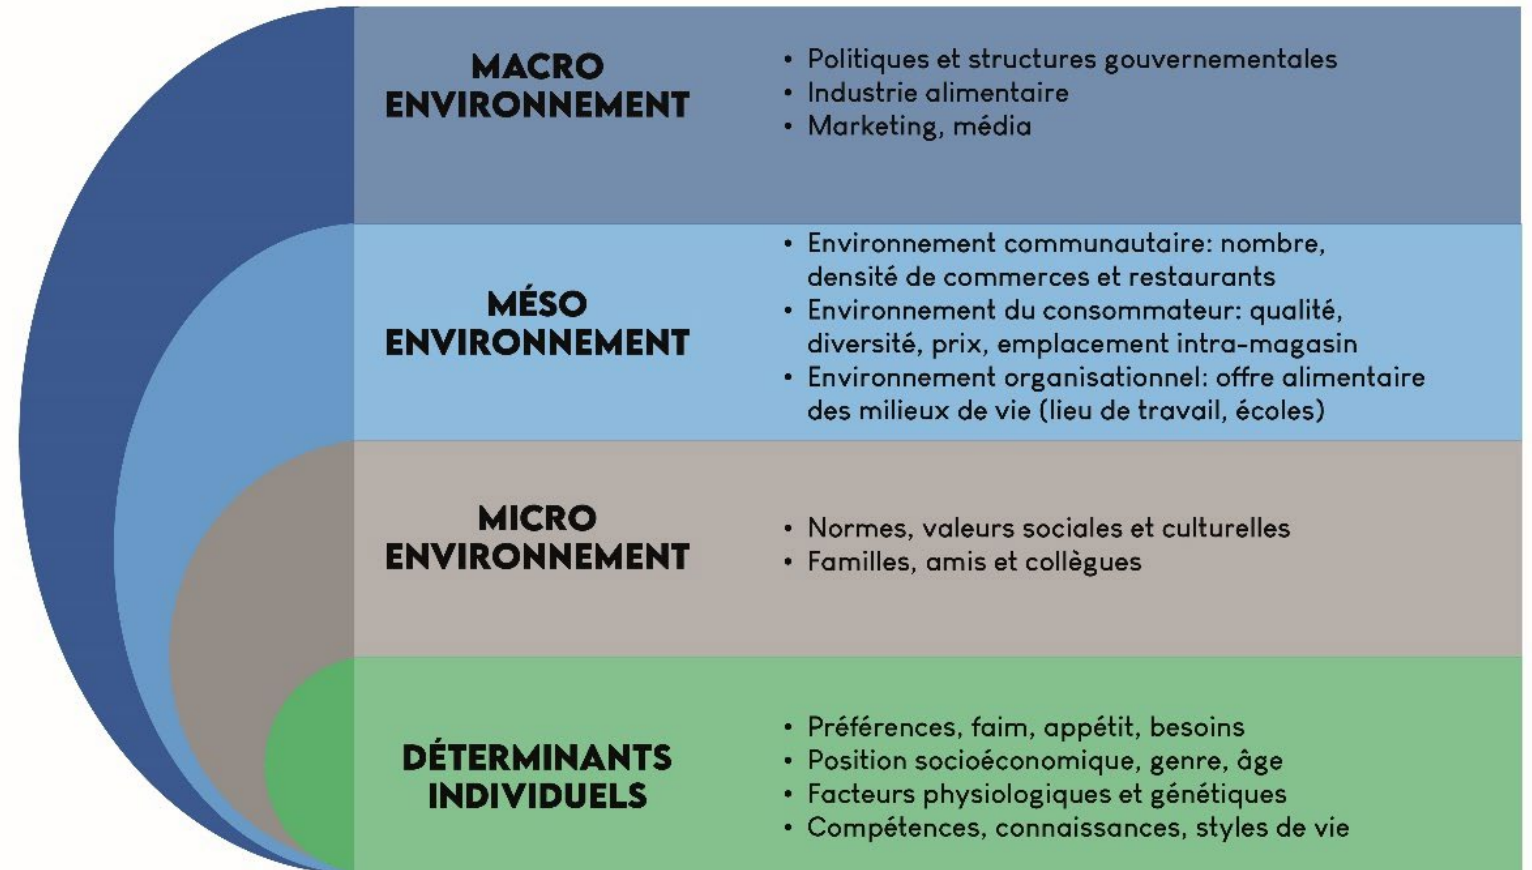 MACRO
ENVIRONNEMENT
• Politiques et structures gouvernementales
• Industrie alimentaire
• Marketing, média
MÉSO
ENVIRONNEMENT
• Environnement communautaire: nombre,
densité de commerces et restaurants
• Environnement du consommateur: qualité,
diversité, prix, emplacement intra-magasin
• Environnement organisationnel: offre alimentaire
des milieux de vie (lieu de travail, écoles)
MICRO
ENVIRONNEMENT
• Normes, valeurs sociales et culturelles
• Familles, amis et collègues
DÉTERMINANTS
INDIVIDUELS
• Préférences, faim, appétit, besoins
• Position socioéconomique, genre, âge
• Facteurs physiologiques et génétiques
• Compétences, connaissances, styles de vie